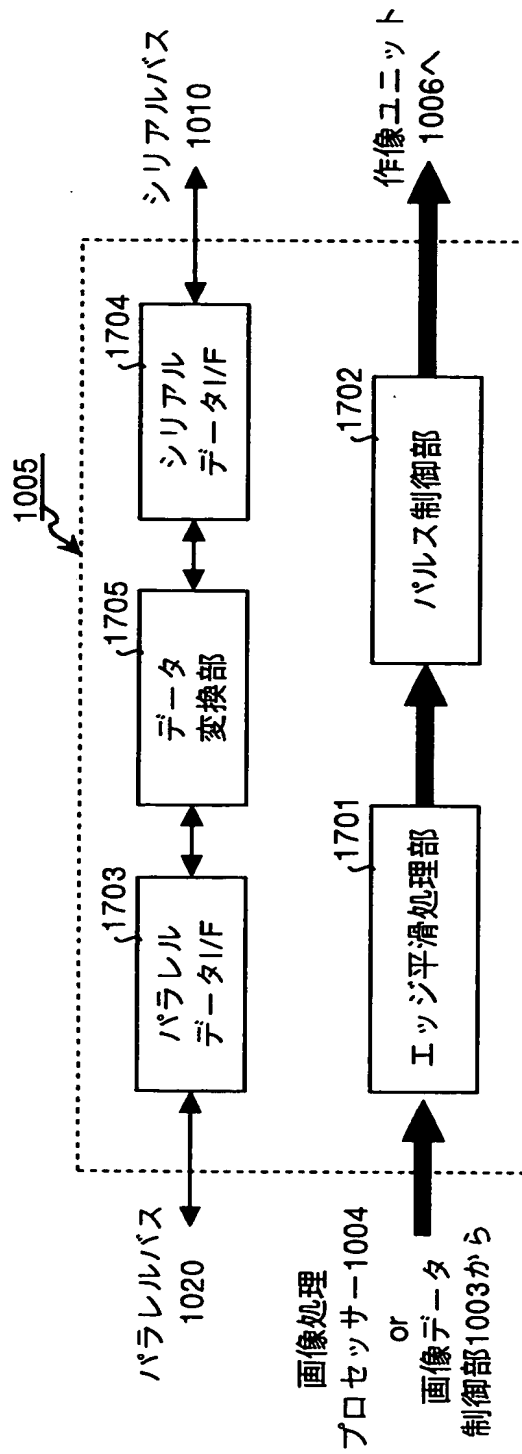 1005
パラレルバス
1020
1703
パラレル
データI/F
1705
データ
変換部
1704
シリアル
データI/F
シリアルバス
1010
画像処理
プロセッサー1004
or
画像データ
制御部1003から
1701
エッジ平滑処理部
1702
パルス制御部
作像ユニット
1006へ